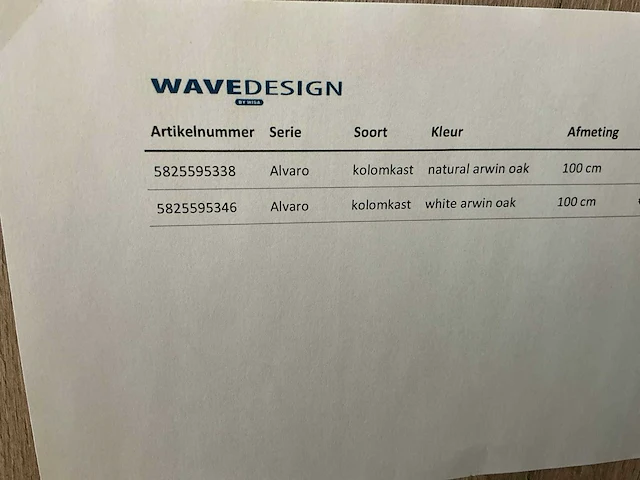 WAVEDESIGN
BY WISA
Artikelnummer Serie Soort Kleur Afmeting
5825595338 Alvaro kolomkast natural arwin oak 100 cm
5825595346 Alvaro kolomkast white arwin oak 100 cm